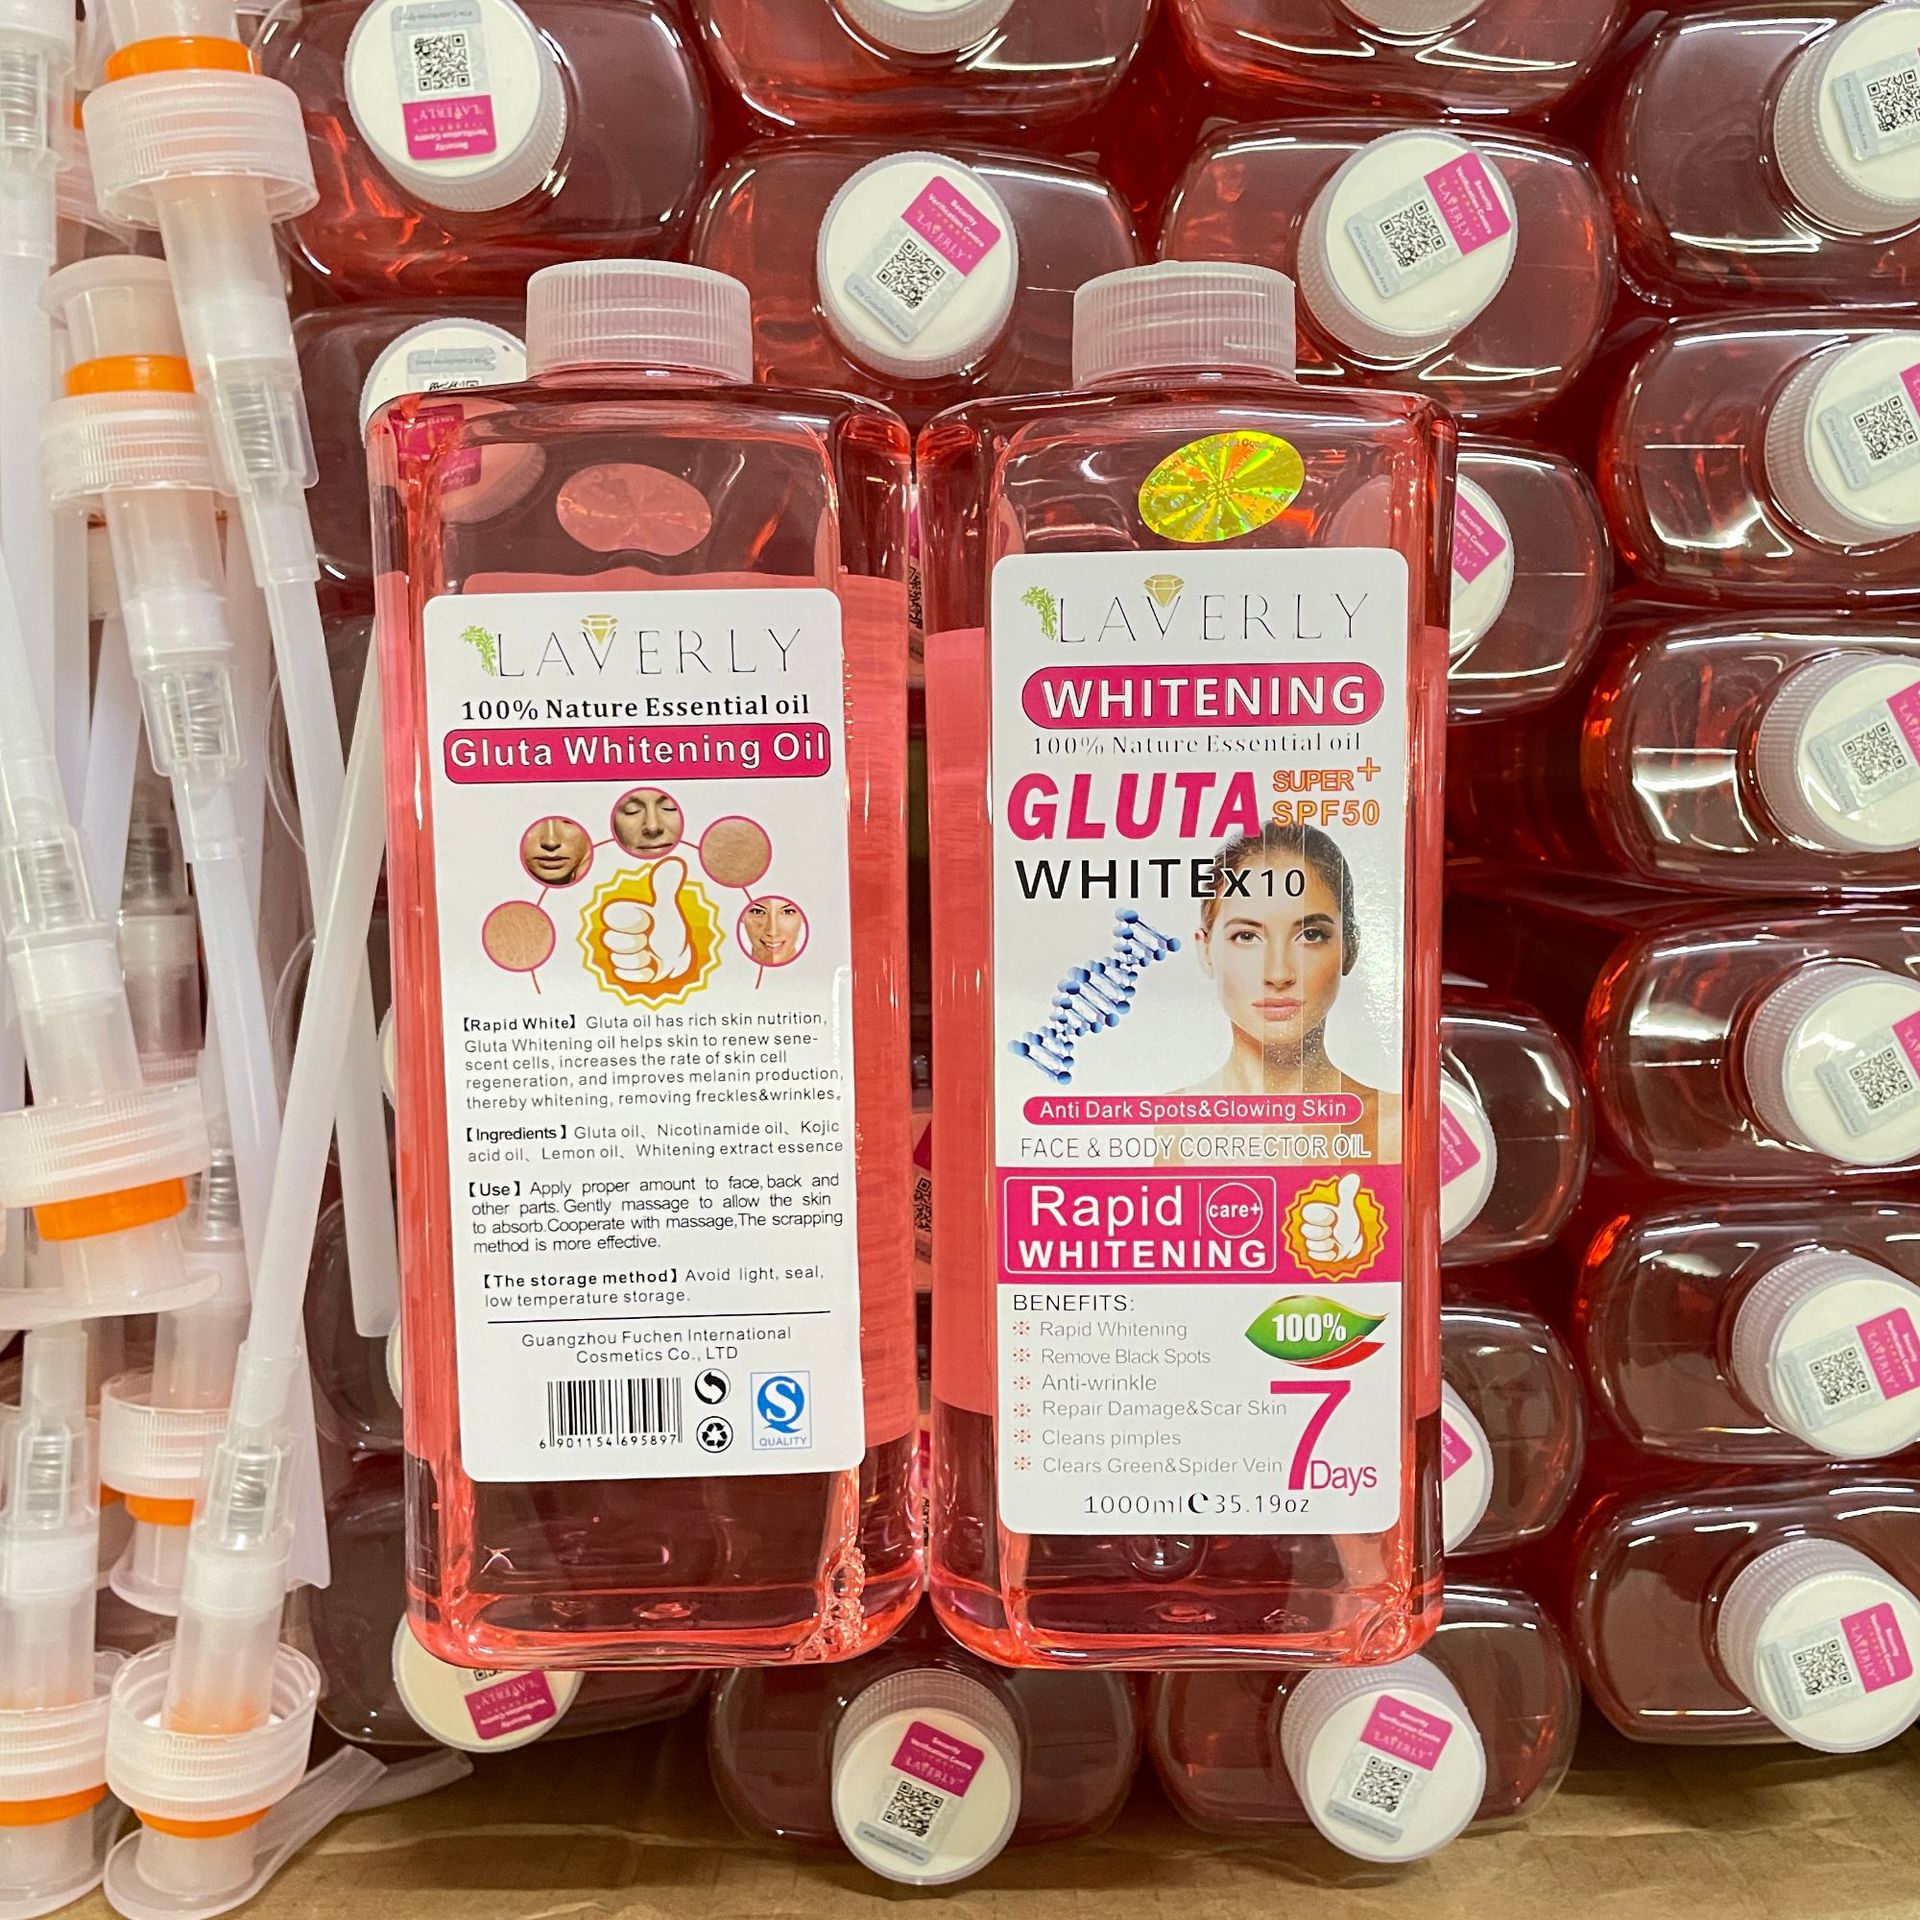 LAVERLY
100% Nature Essential oil
Gluta Whitening Oil
【Rapid White】 Gluta oil has rich skin nutrition,
Gluta Whitening oil helps skin to renew sene-
scent cells, increases the rate of skin cell
regeneration, and improves melanin production,
thereby whitening, removing freckles&wrinkles。
【Ingredients】 Gluta oil、 Nicotinamide oil、 Kojic
acid oil、 Lemon oil、 Whitening extract essence
【Use】 Apply proper amount to face, back and
other parts. Gently massage to allow the skin
to absorb.Cooperate with massage,The scrapping
method is more effective.
【The storage method】 Avoid light, seal,
low temperature storage.
Guangzhou Fuchen International
Cosmetics Co., LTD
6 901154 695897
QUALITY
LAVERLY
WHITENING
100% Nature Essential oil
GLUTA SUPER+
SPF50
WHITEX10
Anti Dark Spots&Glowing Skin
FACE & BODY CORRECTOR OIL
Rapid care+
WHITENING
BENEFITS:
Rapid Whitening
100%
Remove Black Spots
Anti-wrinkle
Repair Damage&Scar Skin
Cleans pimples
Clears Green&Spider Vein
7 Days
1000ml e 35.19oz
Security
Verification Centre
LAVERLY